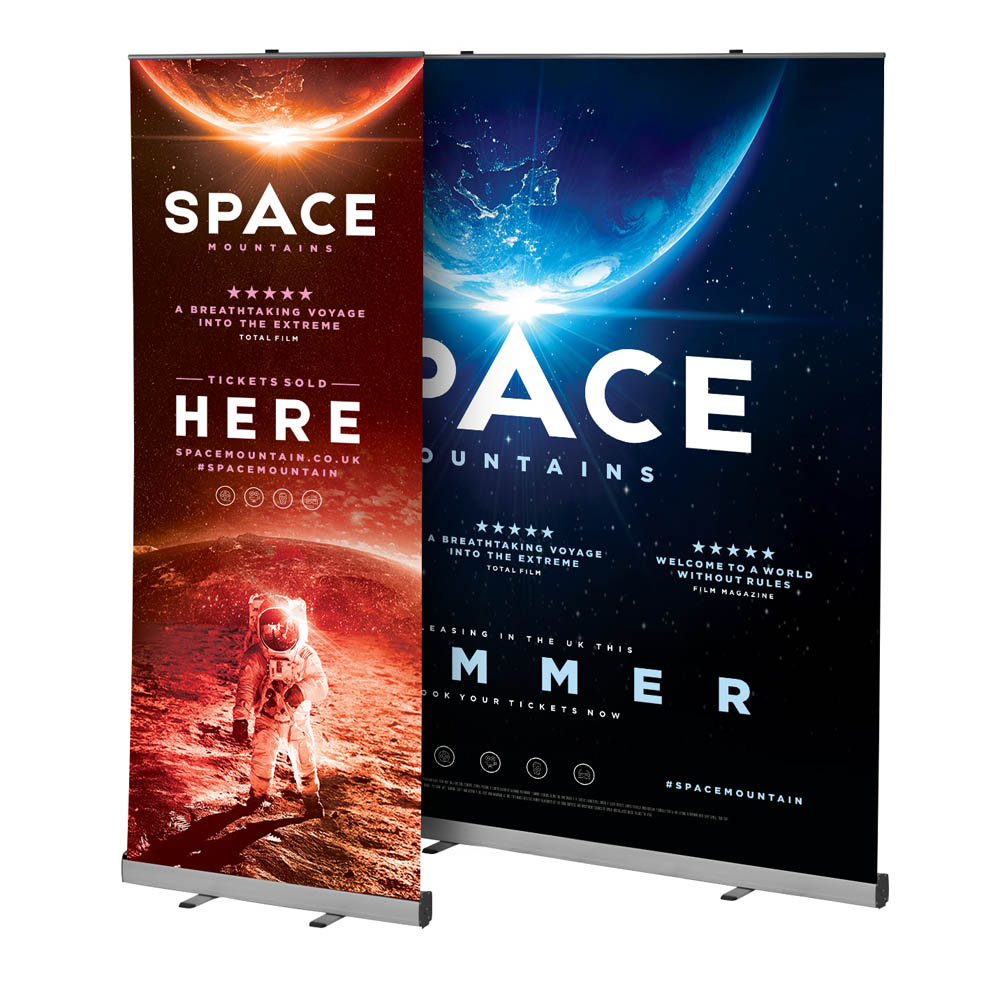 SPACE
MOUNTAINS
★★★★★
A BREATHTAKING VOYAGE
INTO THE EXTREME
TOTAL FILM
TICKETS SOLD
HERE
SPACEMOUNTAIN.CO.UK
#SPACEMOUNTAIN
PACE
OUNTAINS
★★★★★
A BREATHTAKING VOYAGE
INTO THE EXTREME
TOTAL FILM
★★★★★
WELCOME TO A WORLD
WITHOUT RULES
FILM MAGAZINE
LEASING IN THE UK THIS
MMER
OOK YOUR TICKETS NOW
#SPACEMOUNTAIN